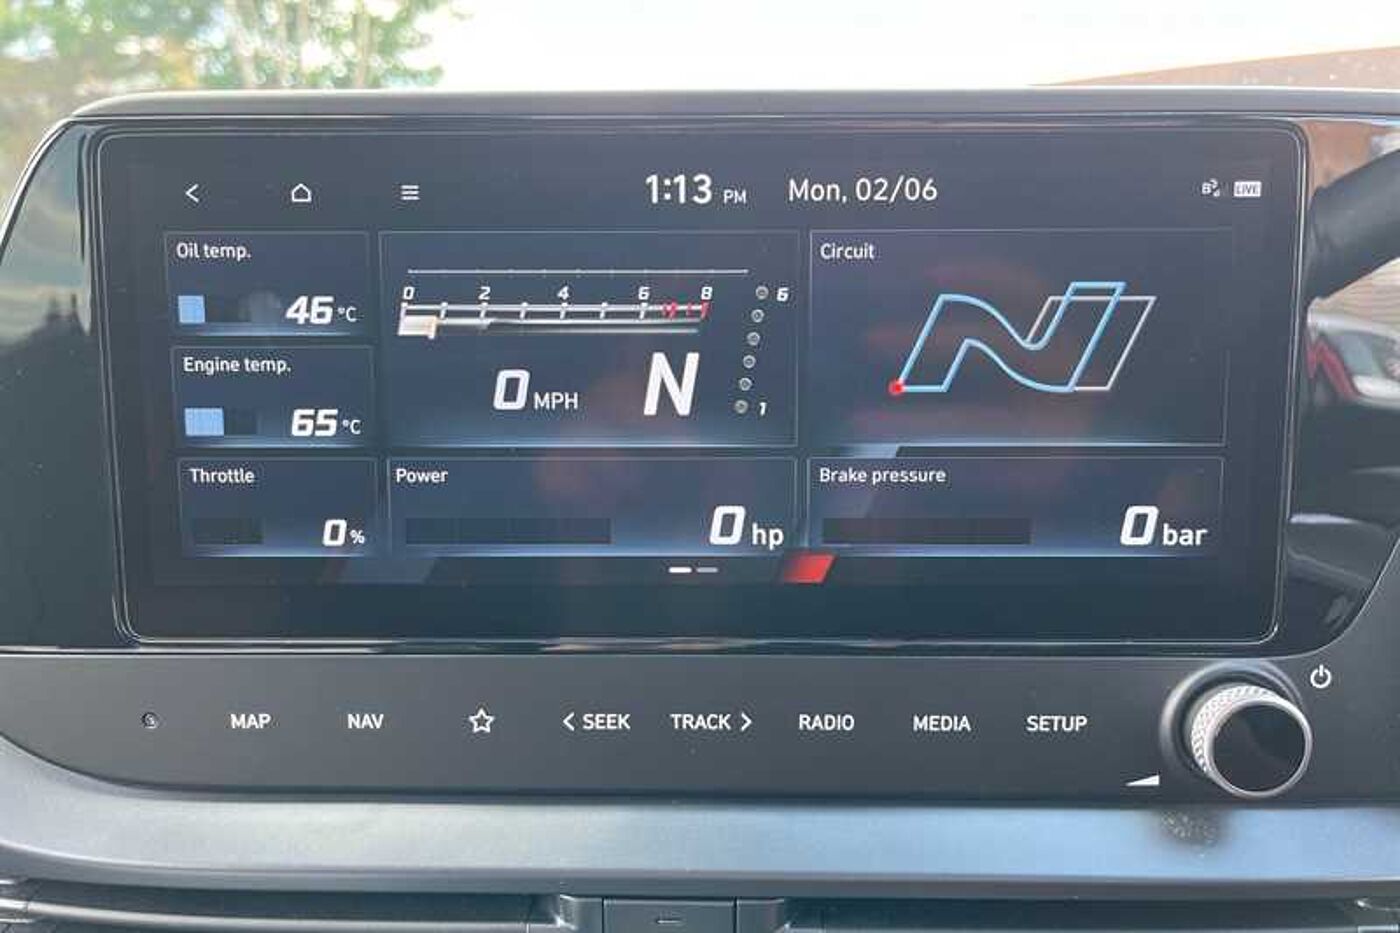 1:13 PM Mon, 02/06
LIVE
Oil temp.
46 °C
Engine temp.
65 °C
0 2 4 6 8
6
1
0 MPH N
Circuit
Throttle
0 %
Power
0 hp
Brake pressure
0 bar
MAP NAV < SEEK TRACK > RADIO MEDIA SETUP